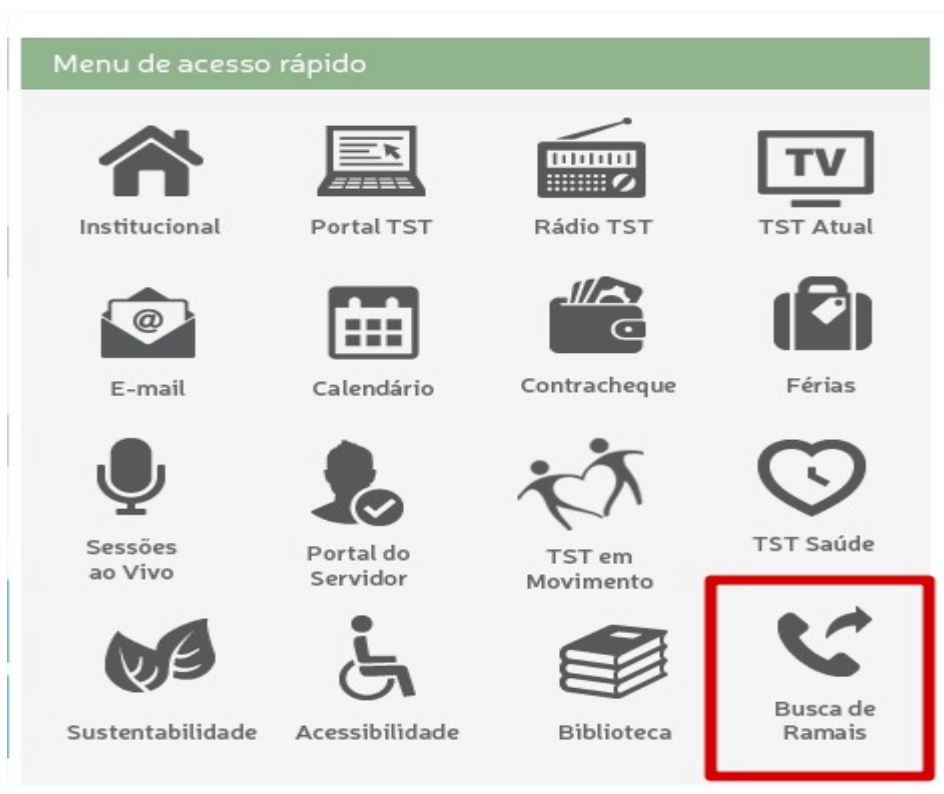 Menu de acesso rápido
TV
Institucional
Portal TST
Rádio TST
TST Atual
@
E-mail
Calendário
Contracheque
Férias
Sessões
ao Vivo
Portal do
Servidor
TST em
Movimento
TST Saúde
Sustentabilidade
Acessibilidade
Biblioteca
Busca de
Ramais